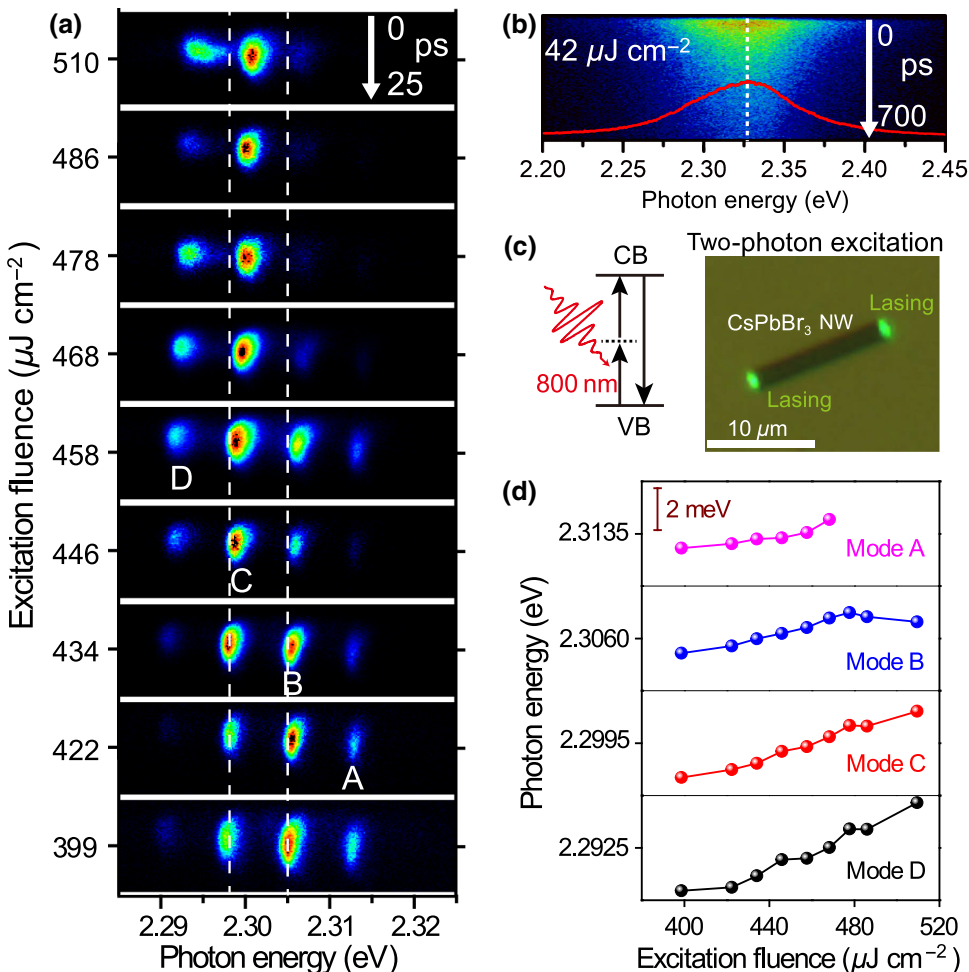 (a)
0
ps
25
510
486
478
468
458
446
434
422
399
D
C
B
A
Excitation fluence (μJ cm⁻²)
2.29 2.30 2.31 2.32
Photon energy (eV)
(b)
42 μJ cm⁻²
0
ps
700
2.20 2.25 2.30 2.35 2.40 2.45
Photon energy (eV)
(c)
Two-photon excitation
CB
800 nm
VB
Lasing
CsPbBr₃ NW
Lasing
10 μm
(d)
2 meV
2.3135
Mode A
2.3060
Mode B
2.2995
Mode C
2.2925
Mode D
Photon energy (eV)
400 440 480 520
Excitation fluence (μJ cm⁻²)